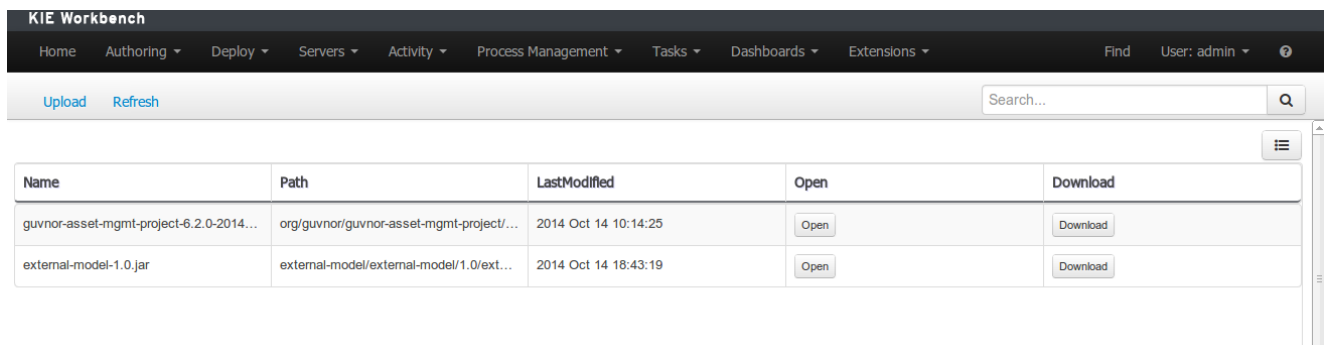 KIE Workbench
Home Authoring Deploy Servers Activity Process Management Tasks Dashboards Extensions Find User: admin ?
Upload Refresh Search...
Name Path LastModified Open Download
guvnor-asset-mgmt-project-6.2.0-2014... org/guvnor/guvnor-asset-mgmt-project/... 2014 Oct 14 10:14:25 Open Download
external-model-1.0.jar external-model/external-model/1.0/ext... 2014 Oct 14 18:43:19 Open Download